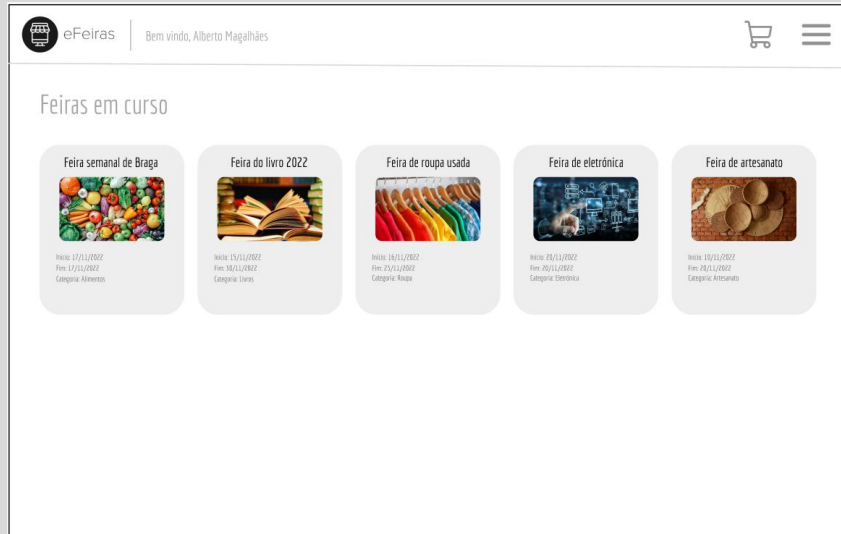 eFeiras
Bem vindo, Alberto Magalhães
Feiras em curso
Feira semanal de Braga
Início: 17/11/2022
Fim: 17/11/2022
Categoria: Alimentos
Feira do livro 2022
Início: 15/11/2022
Fim: 30/11/2022
Categoria: Livros
Feira de roupa usada
Início: 16/11/2022
Fim: 25/11/2022
Categoria: Roupa
Feira de eletrónica
Início: 20/11/2022
Fim: 20/11/2022
Categoria: Eletrónica
Feira de artesanato
Início: 10/11/2022
Fim: 20/11/2022
Categoria: Artesanato